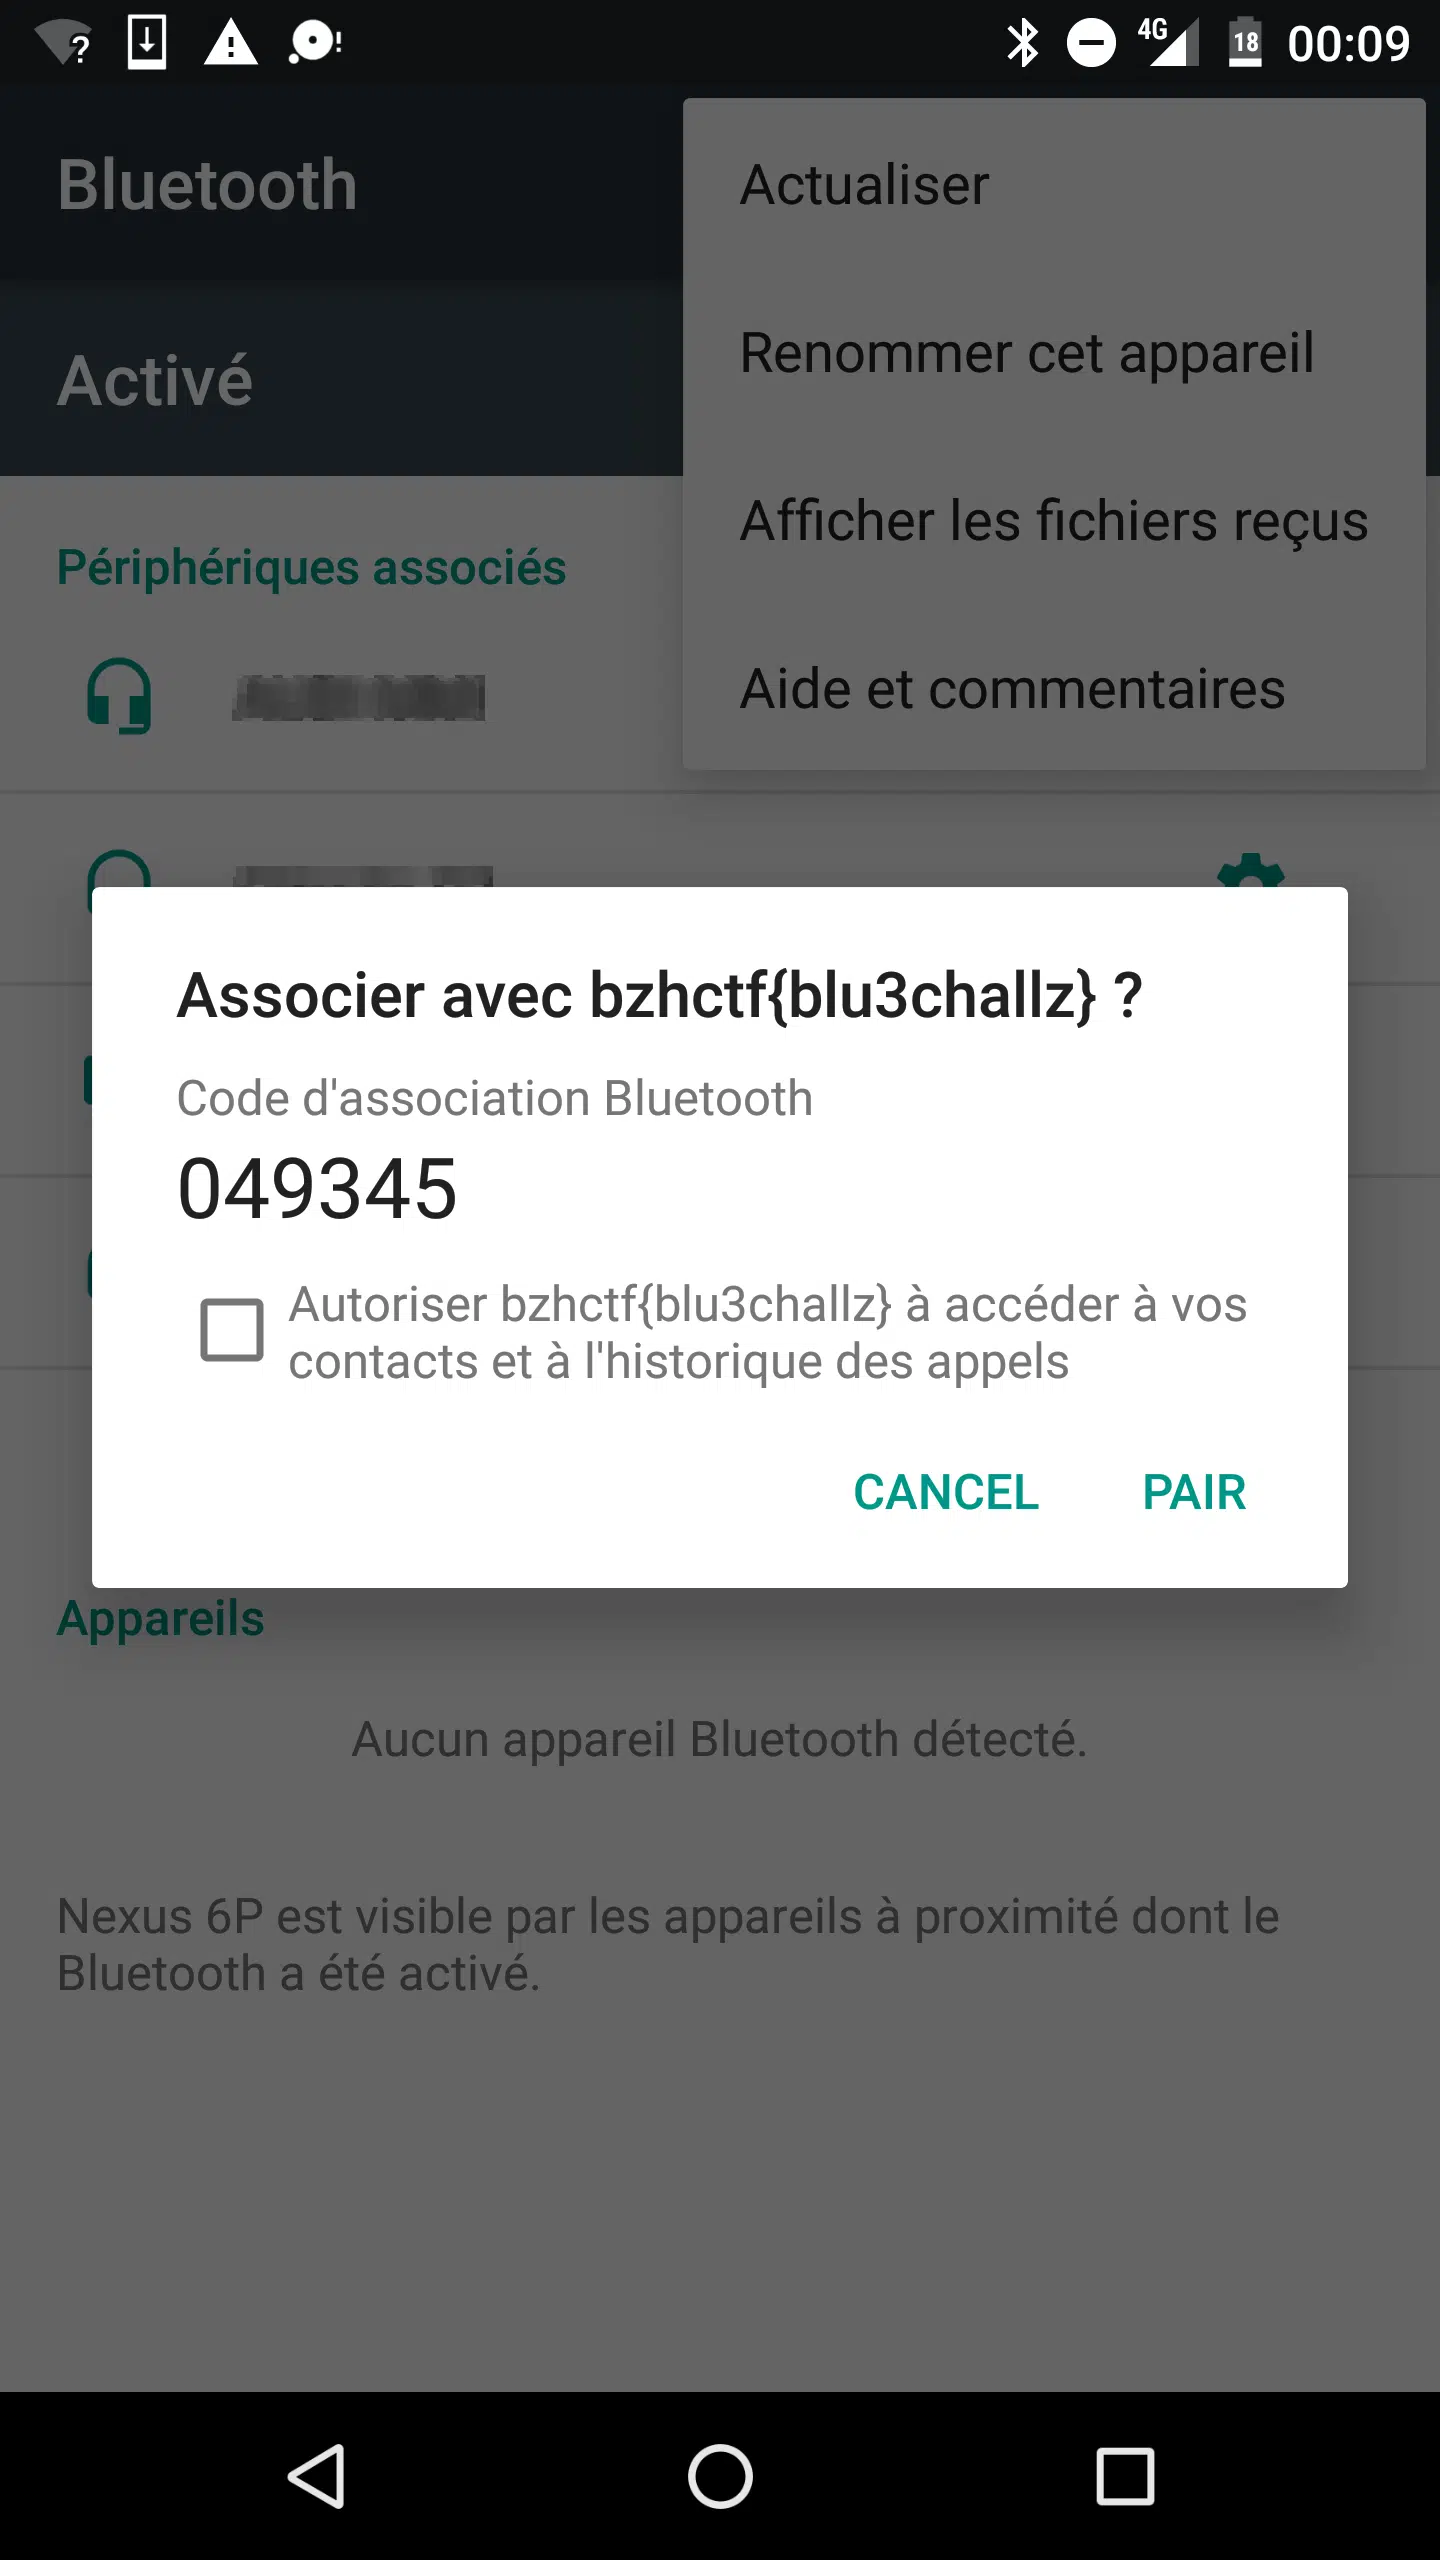 4G
18
00:09
Bluetooth
Actualiser
Renommer cet appareil
Activé
Afficher les fichiers reçus
Périphériques associés
Aide et commentaires
Associer avec bzhctf{blu3challz} ?
Code d'association Bluetooth
049345
Autoriser bzhctf{blu3challz} à accéder à vos
contacts et à l'historique des appels
CANCEL
PAIR
Appareils
Aucun appareil Bluetooth détecté.
Nexus 6P est visible par les appareils à proximité dont le
Bluetooth a été activé.